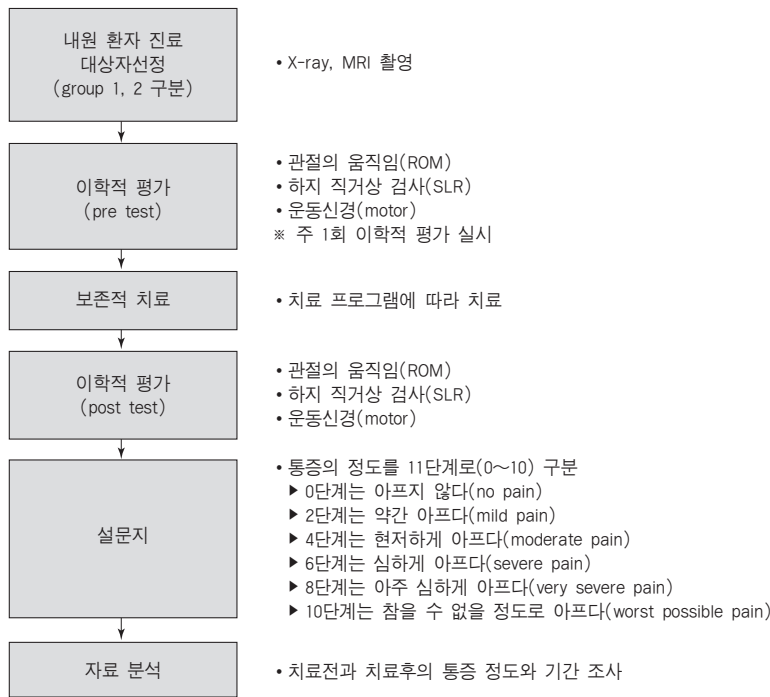 내원 환자 진료
대상자선정
(group 1, 2 구분)
• X-ray, MRI 촬영
이학적 평가
(pre test)
• 관절의 움직임(ROM)
• 하지 직거상 검사(SLR)
• 운동신경(motor)
※ 주 1회 이학적 평가 실시
보존적 치료
• 치료 프로그램에 따라 치료
이학적 평가
(post test)
• 관절의 움직임(ROM)
• 하지 직거상 검사(SLR)
• 운동신경(motor)
설문지
• 통증의 정도를 11단계로(0～10) 구분
▶ 0단계는 아프지 않다(no pain)
▶ 2단계는 약간 아프다(mild pain)
▶ 4단계는 현저하게 아프다(moderate pain)
▶ 6단계는 심하게 아프다(severe pain)
▶ 8단계는 아주 심하게 아프다(very severe pain)
▶ 10단계는 참을 수 없을 정도로 아프다(worst possible pain)
자료 분석
• 치료전과 치료후의 통증 정도와 기간 조사